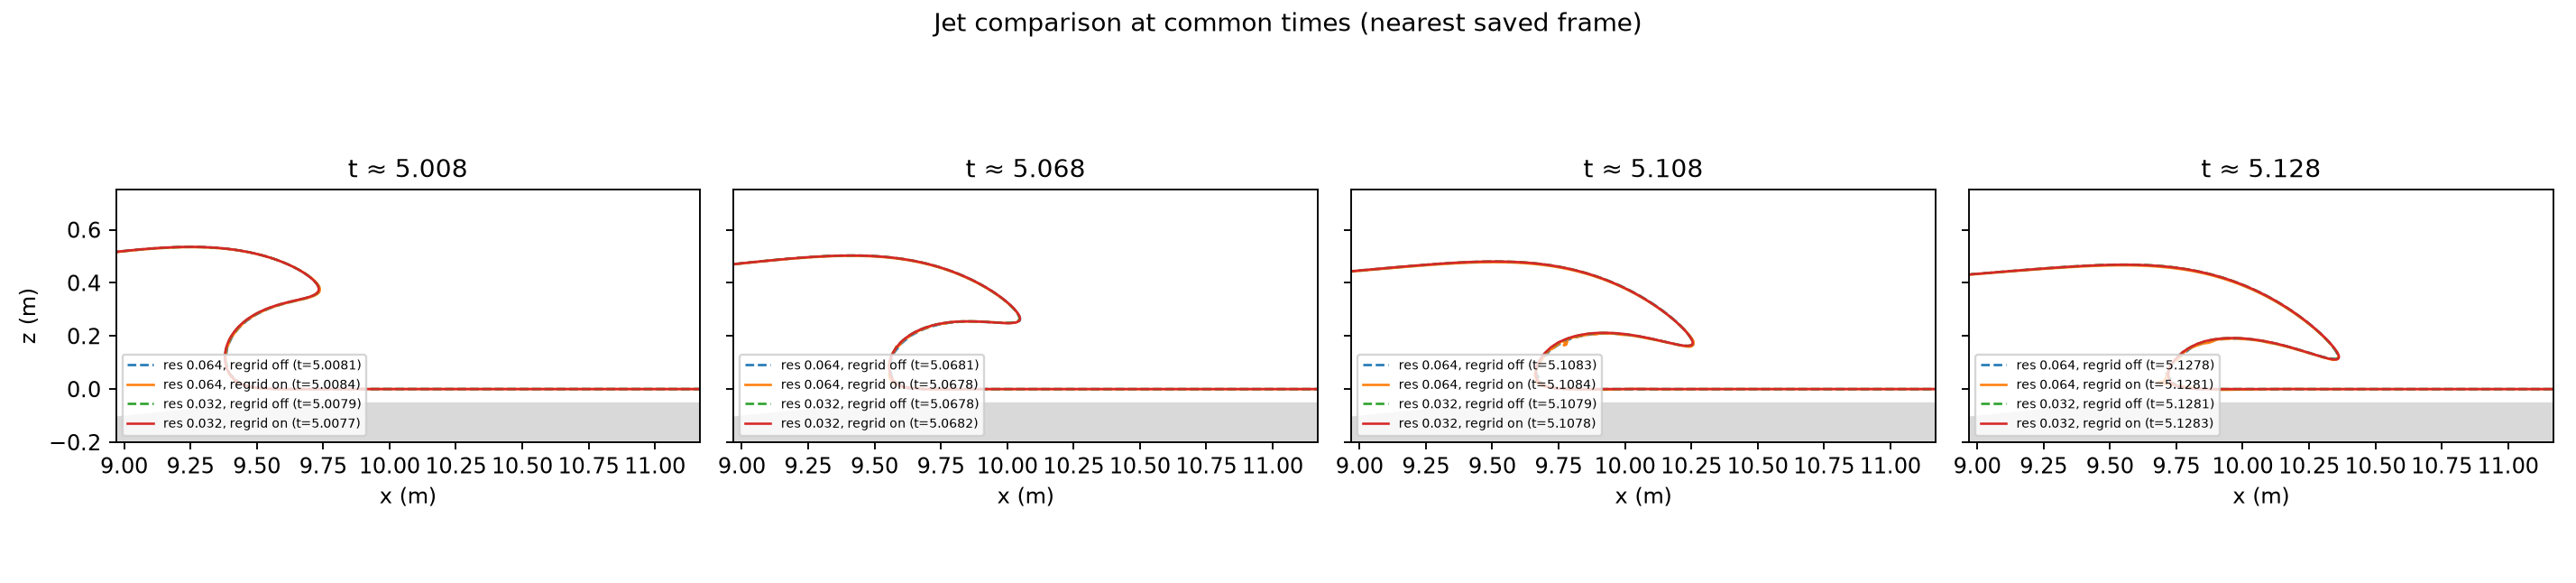 Jet comparison at common times (nearest saved frame)
t ≈ 5.008
t ≈ 5.068
t ≈ 5.108
t ≈ 5.128
z (m)
0.6
0.4
0.2
0.0
−0.2
res 0.064, regrid off (t=5.0081)
res 0.064, regrid on (t=5.0084)
res 0.032, regrid off (t=5.0079)
res 0.032, regrid on (t=5.0077)
res 0.064, regrid off (t=5.0681)
res 0.064, regrid on (t=5.0678)
res 0.032, regrid off (t=5.0678)
res 0.032, regrid on (t=5.0682)
res 0.064, regrid off (t=5.1083)
res 0.064, regrid on (t=5.1084)
res 0.032, regrid off (t=5.1079)
res 0.032, regrid on (t=5.1078)
res 0.064, regrid off (t=5.1278)
res 0.064, regrid on (t=5.1281)
res 0.032, regrid off (t=5.1281)
res 0.032, regrid on (t=5.1283)
9.00 9.25 9.50 9.75 10.00 10.25 10.50 10.75 11.00
9.00 9.25 9.50 9.75 10.00 10.25 10.50 10.75 11.00
9.00 9.25 9.50 9.75 10.00 10.25 10.50 10.75 11.00
9.00 9.25 9.50 9.75 10.00 10.25 10.50 10.75 11.00
x (m)
x (m)
x (m)
x (m)